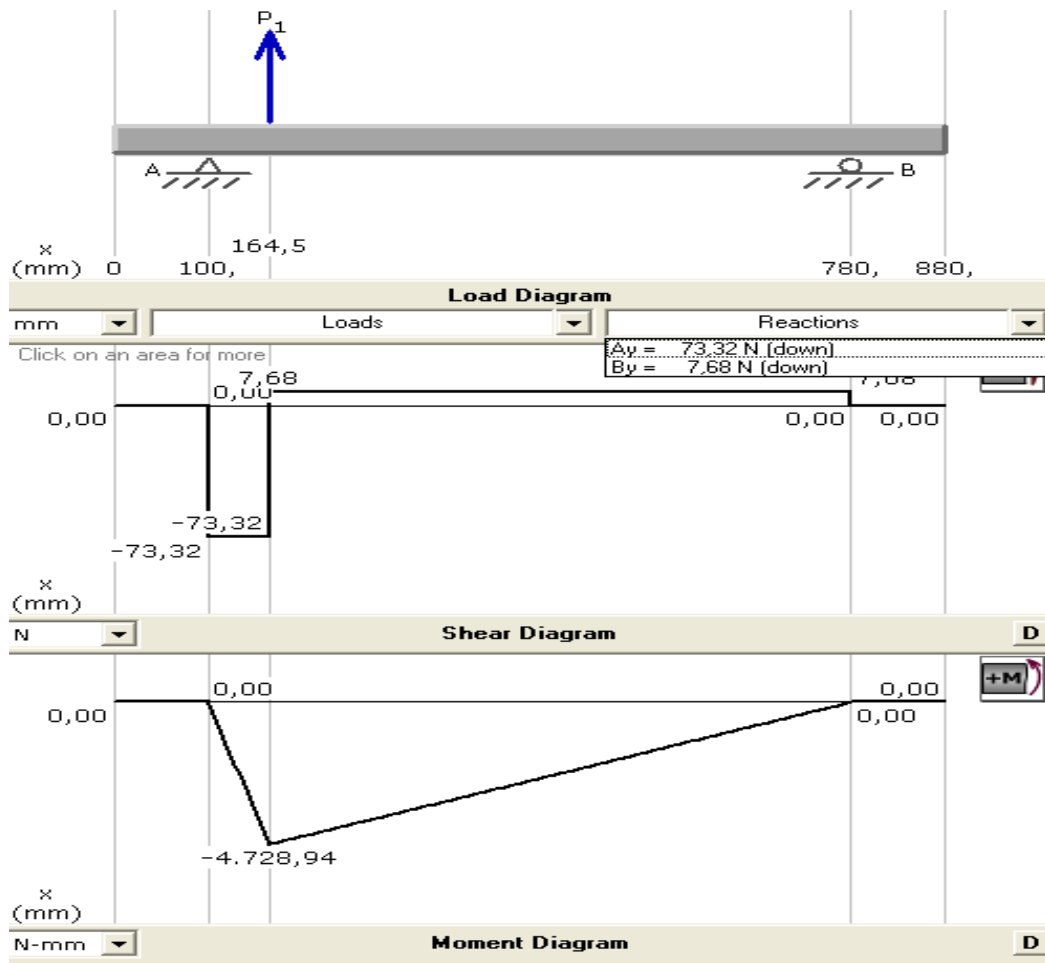 P1
A
B
164,5
x
(mm) 0 100, 780, 880,
Load Diagram
mm Loads Reactions
Click on an area for more
Ay = 73,32 N (down)
By = 7,68 N (down)
7,68
0,00
0,00 0,00 0,00
-73,32
-73,32
x
(mm)
N Shear Diagram D
0,00 0,00 +M
0,00 0,00
-4.728,94
x
(mm)
N-mm Moment Diagram D